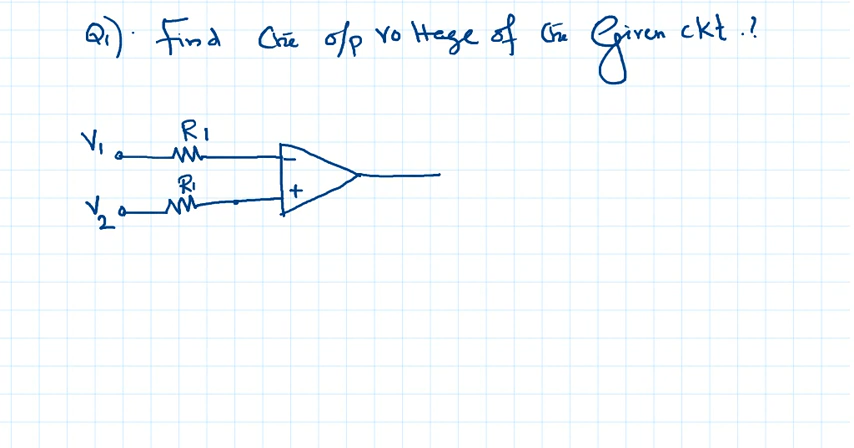 Q1). Find the o/p voltage of the given ckt.?
V1
R1
-
R1
+
V2